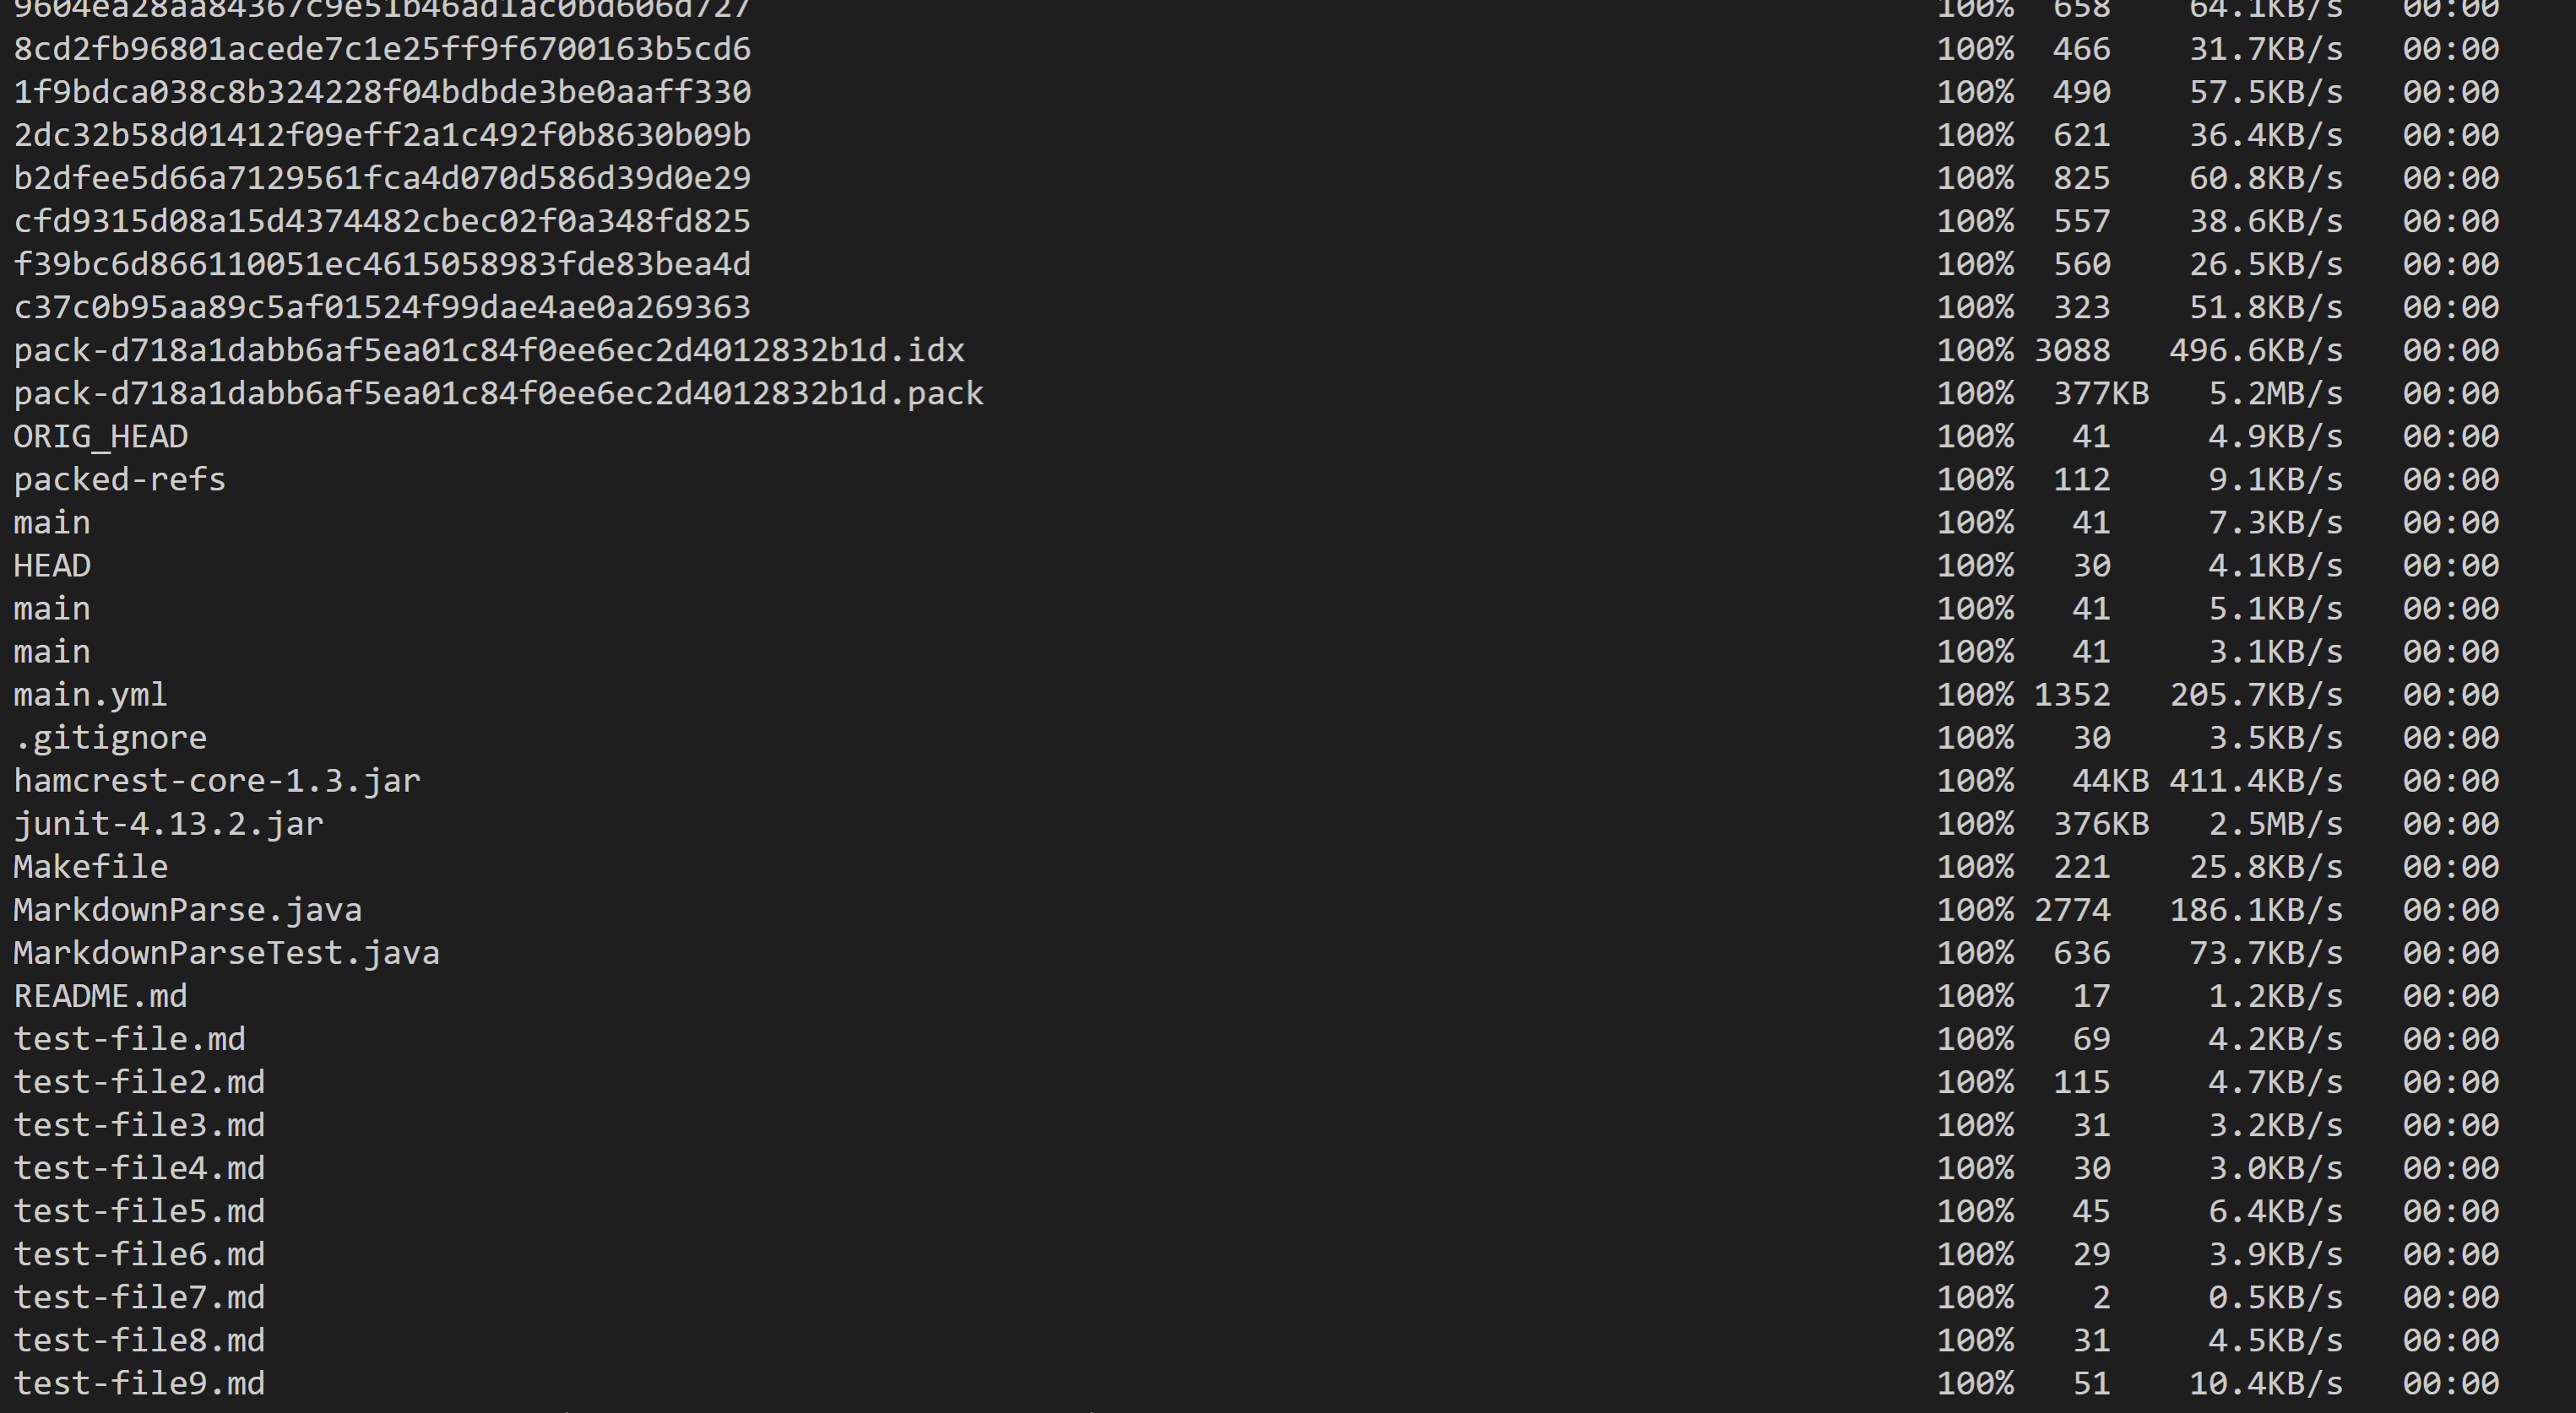 9604ea28aa84367c9e51b46ad1ac0bd606d727 100% 658 64.1KB/s 00:00
8cd2fb96801acede7c1e25ff9f6700163b5cd6 100% 466 31.7KB/s 00:00
1f9bdca038c8b324228f04bdbde3be0aaff330 100% 490 57.5KB/s 00:00
2dc32b58d01412f09eff2a1c492f0b8630b09b 100% 621 36.4KB/s 00:00
b2dfee5d66a7129561fca4d070d586d39d0e29 100% 825 60.8KB/s 00:00
cfd9315d08a15d4374482cbec02f0a348fd825 100% 557 38.6KB/s 00:00
f39bc6d866110051ec4615058983fde83bea4d 100% 560 26.5KB/s 00:00
c37c0b95aa89c5af01524f99dae4ae0a269363 100% 323 51.8KB/s 00:00
pack-d718a1dabb6af5ea01c84f0ee6ec2d4012832b1d.idx 100% 3088 496.6KB/s 00:00
pack-d718a1dabb6af5ea01c84f0ee6ec2d4012832b1d.pack 100% 377KB 5.2MB/s 00:00
ORIG_HEAD 100% 41 4.9KB/s 00:00
packed-refs 100% 112 9.1KB/s 00:00
main 100% 41 7.3KB/s 00:00
HEAD 100% 30 4.1KB/s 00:00
main 100% 41 5.1KB/s 00:00
main 100% 41 3.1KB/s 00:00
main.yml 100% 1352 205.7KB/s 00:00
.gitignore 100% 30 3.5KB/s 00:00
hamcrest-core-1.3.jar 100% 44KB 411.4KB/s 00:00
junit-4.13.2.jar 100% 376KB 2.5MB/s 00:00
Makefile 100% 221 25.8KB/s 00:00
MarkdownParse.java 100% 2774 186.1KB/s 00:00
MarkdownParseTest.java 100% 636 73.7KB/s 00:00
README.md 100% 17 1.2KB/s 00:00
test-file.md 100% 69 4.2KB/s 00:00
test-file2.md 100% 115 4.7KB/s 00:00
test-file3.md 100% 31 3.2KB/s 00:00
test-file4.md 100% 30 3.0KB/s 00:00
test-file5.md 100% 45 6.4KB/s 00:00
test-file6.md 100% 29 3.9KB/s 00:00
test-file7.md 100% 2 0.5KB/s 00:00
test-file8.md 100% 31 4.5KB/s 00:00
test-file9.md 100% 51 10.4KB/s 00:00